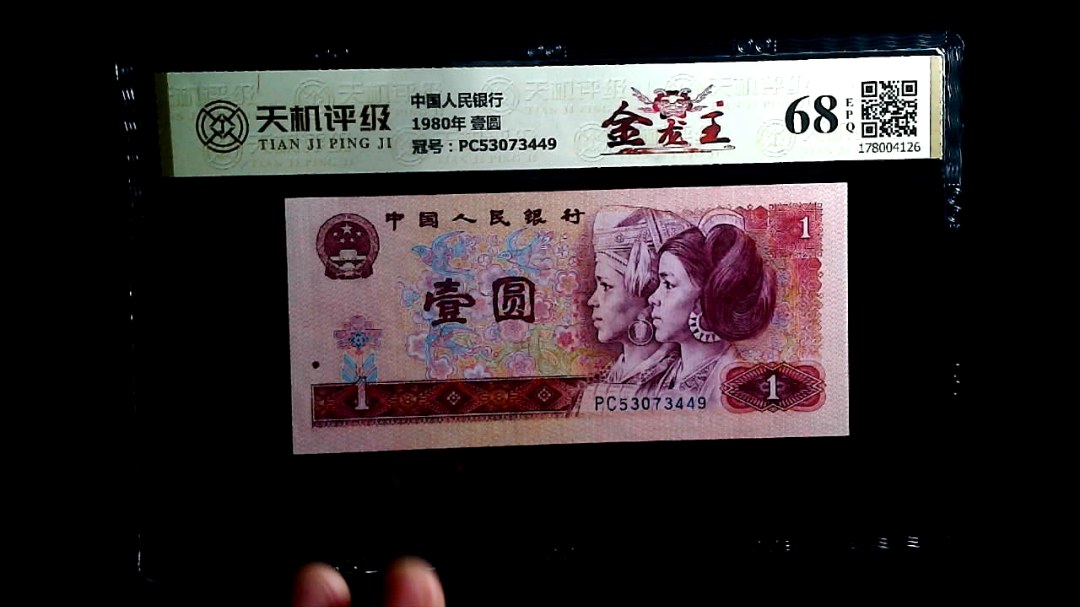 天机评级
TIAN JI PING JI
中国人民银行
1980年 壹圆
冠号：PC53073449
金龙王
68
EPQ
178004126
中国人民银行
1
壹圆
1
PC53073449
1